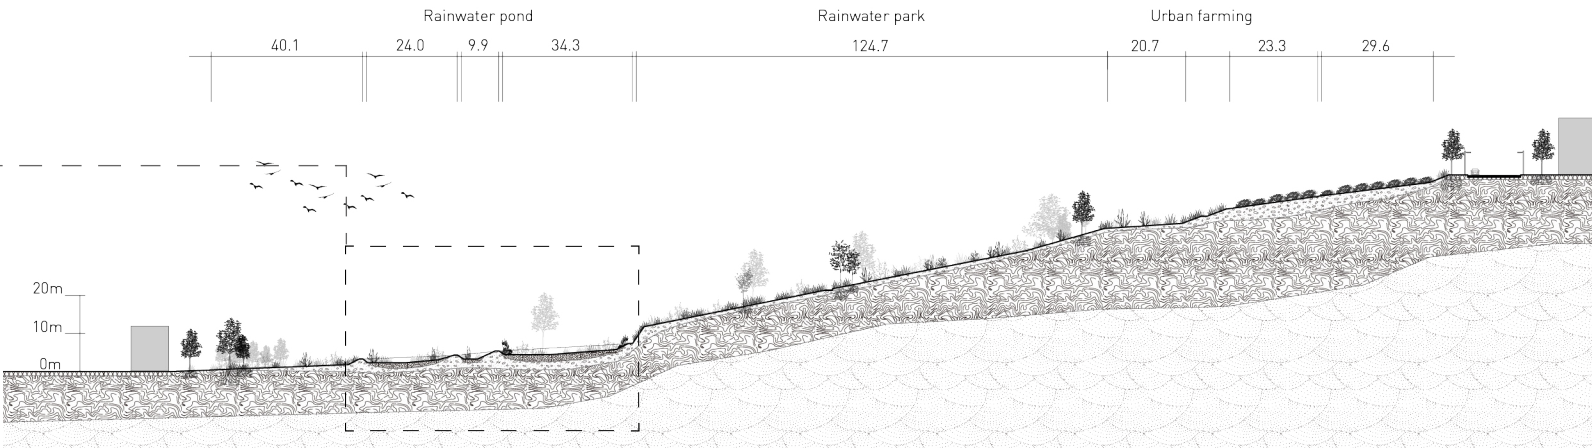 Rainwater pond Rainwater park Urban farming
40.1 24.0 9.9 34.3 124.7 20.7 23.3 29.6
20m
10m
0m